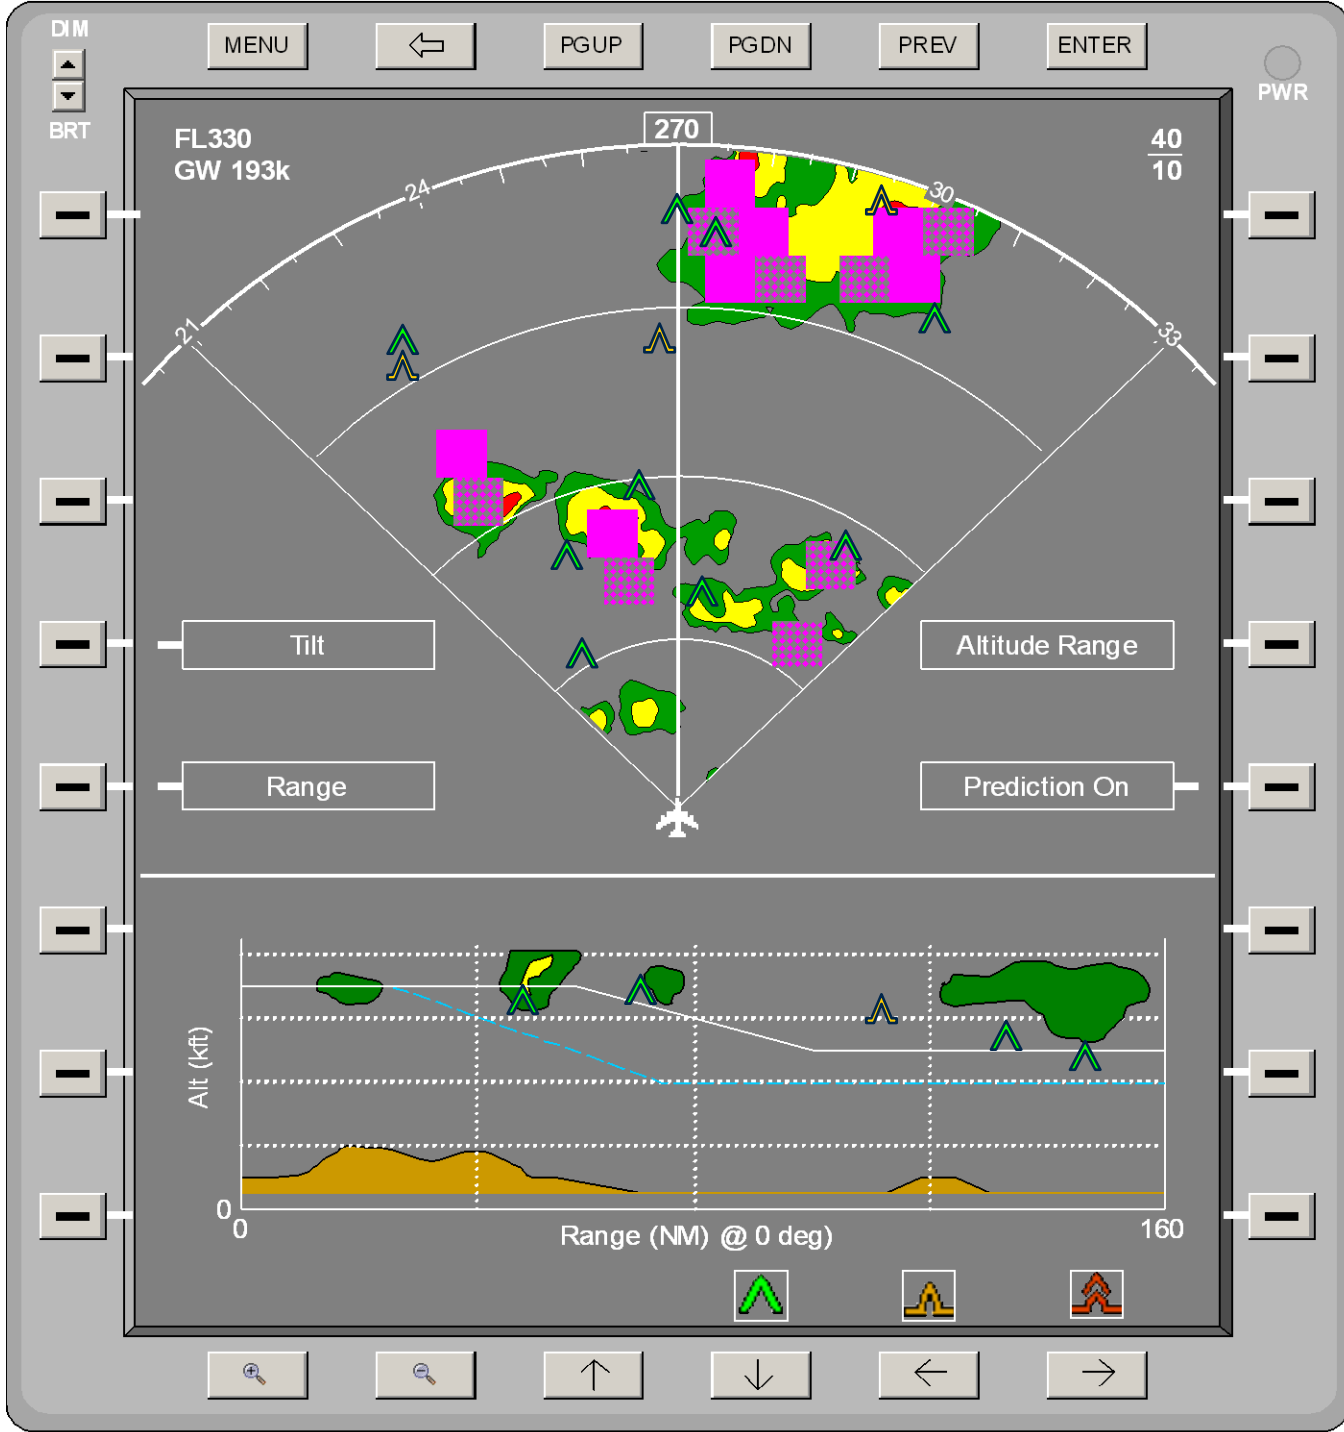 DIM
MENU
PGUP
PGDN
PREV
ENTER
PWR
BRT
FL330
GW 193k
270
40
10
24
30
21
33
Tilt
Altitude Range
Range
Prediction On
Alt (kft)
0
0
Range (NM) @ 0 deg)
160